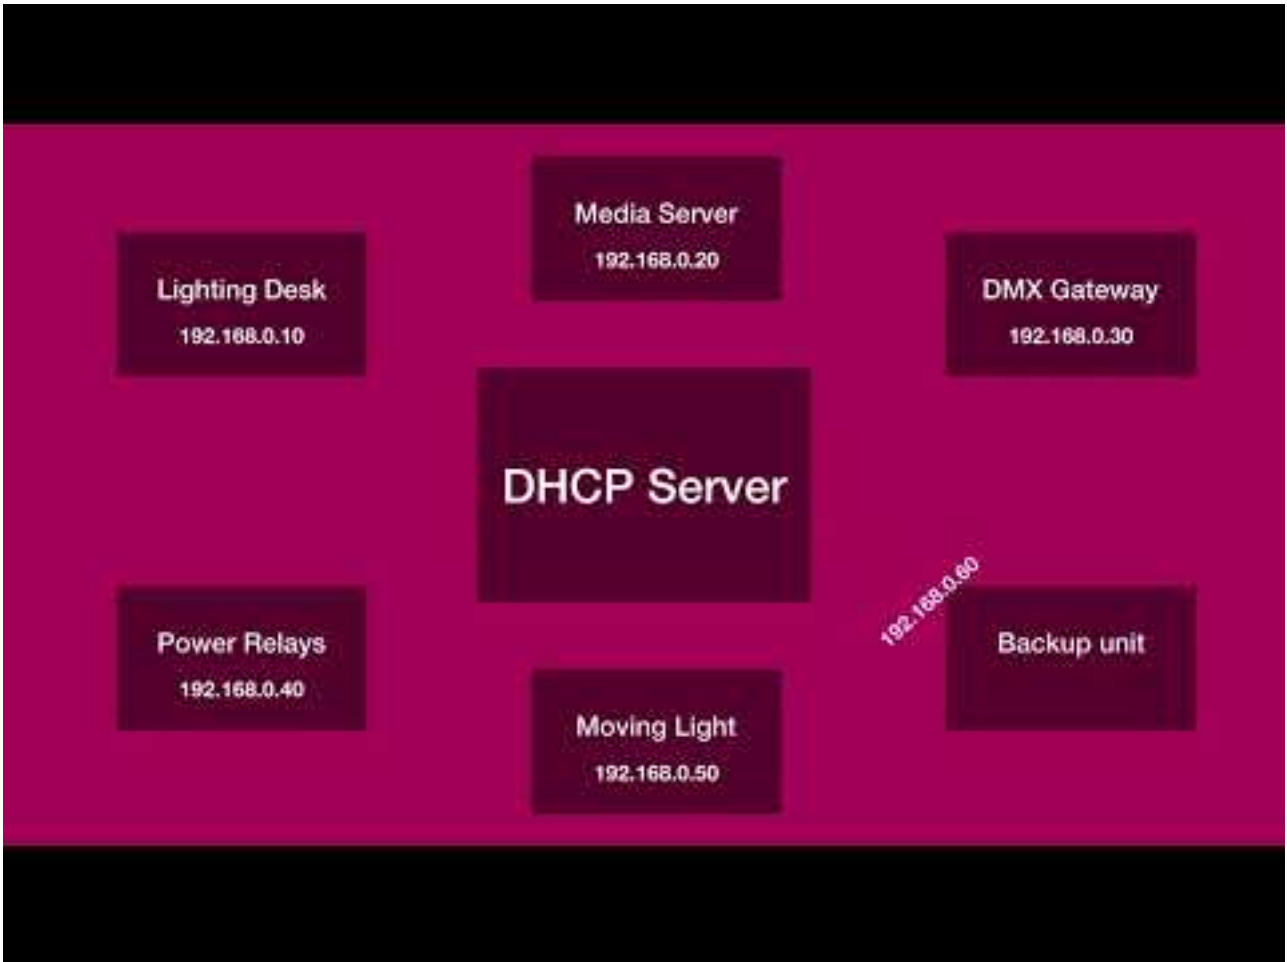 Media Server
192.168.0.20
Lighting Desk
192.168.0.10
DMX Gateway
192.168.0.30
DHCP Server
192.168.0.60
Power Relays
192.168.0.40
Backup unit
Moving Light
192.168.0.50